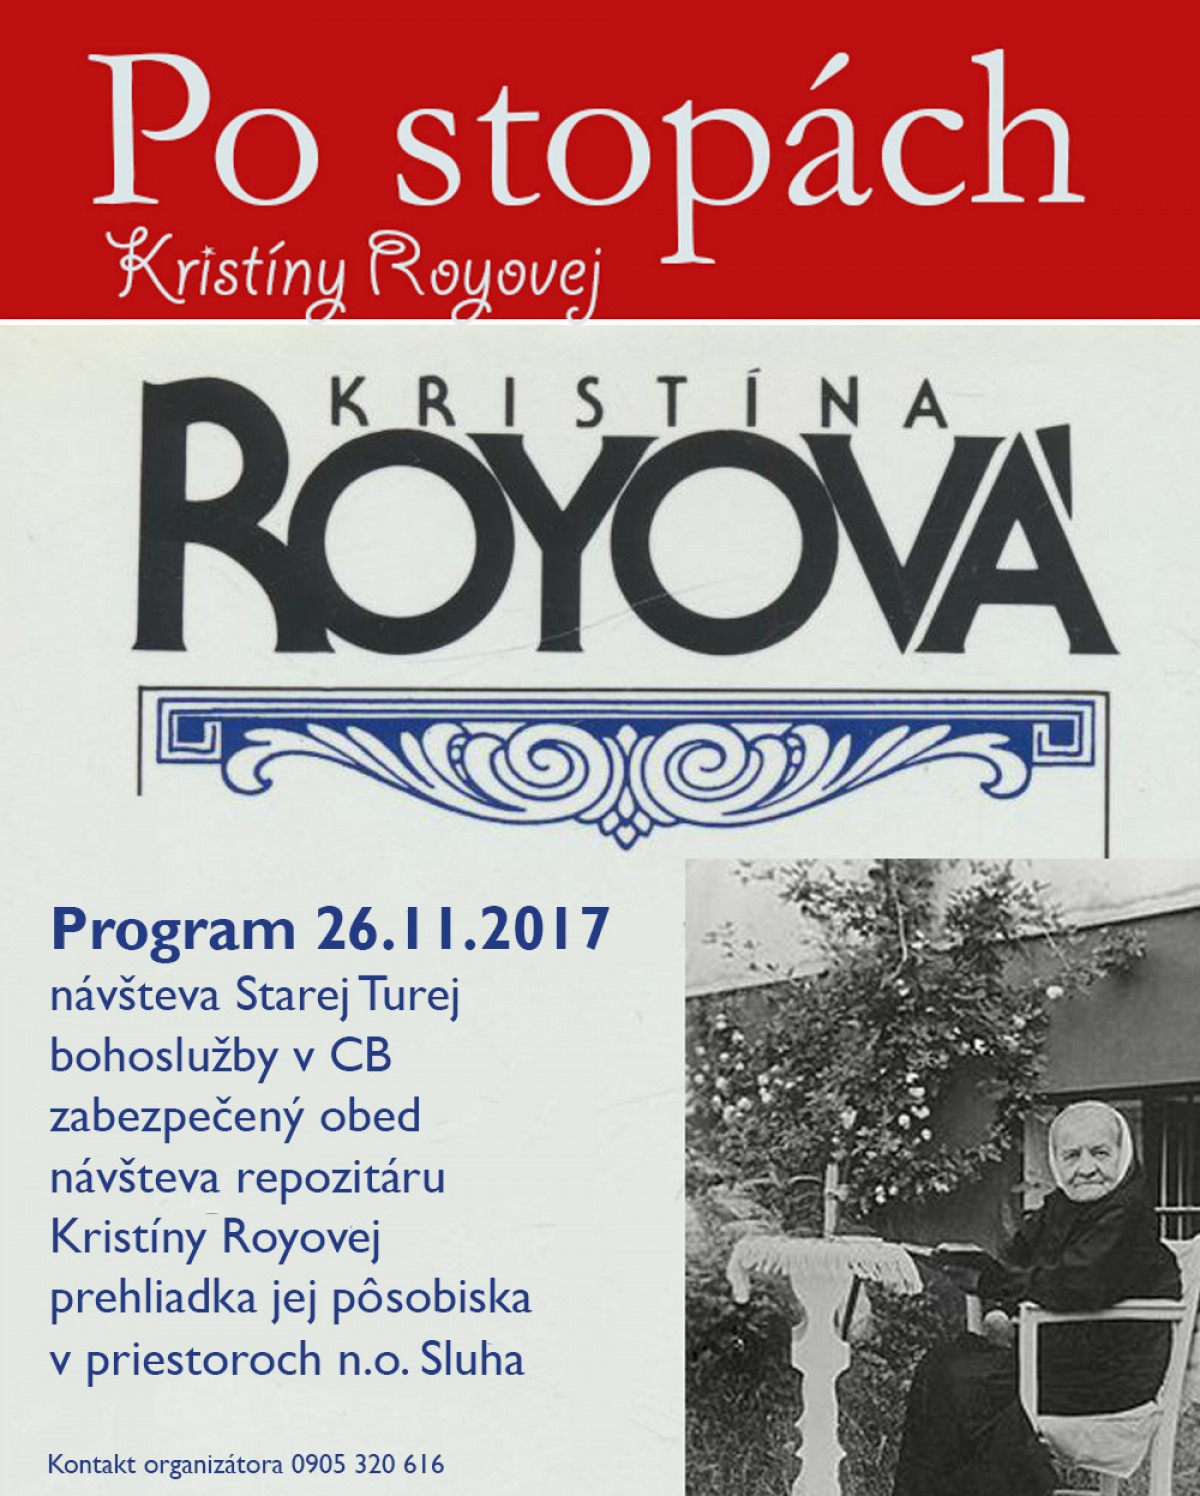 Po stopách
Kristíny Royovej
KRISTÍNA
ROYOVÁ
Program 26.11.2017
návšteva Starej Turej
bohoslužby v CB
zabezpečený obed
návšteva repozitáru
Kristíny Royovej
prehliadka jej pôsobiska
v priestoroch n.o. Sluha
Kontakt organizátora 0905 320 616